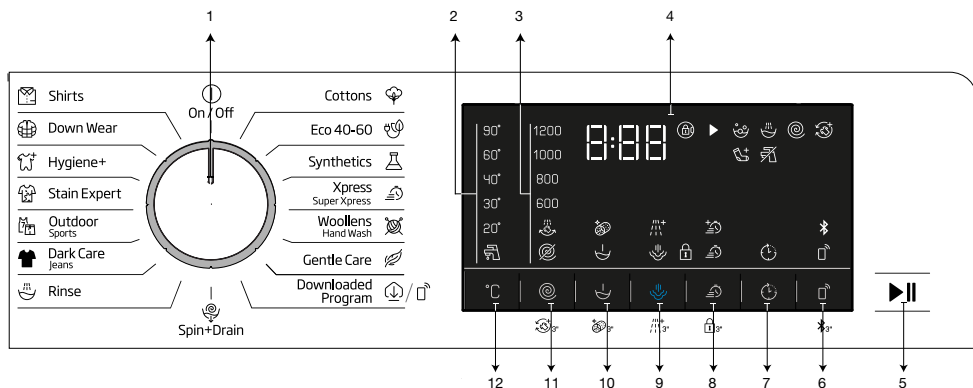 1
2
3
4
On / Off
Shirts
Down Wear
Hygiene+
Stain Expert
Outdoor
Sports
Dark Care
Jeans
Rinse
Spin+Drain
Cottons
Eco 40-60
Synthetics
Xpress
Super Xpress
Woollens
Hand Wash
Gentle Care
Downloaded
Program
/
90°
60°
40°
30°
20°
1200
1000
800
600
8:88
°C
3"
3"
3"
3"
3"
12
11
10
9
8
7
6
5